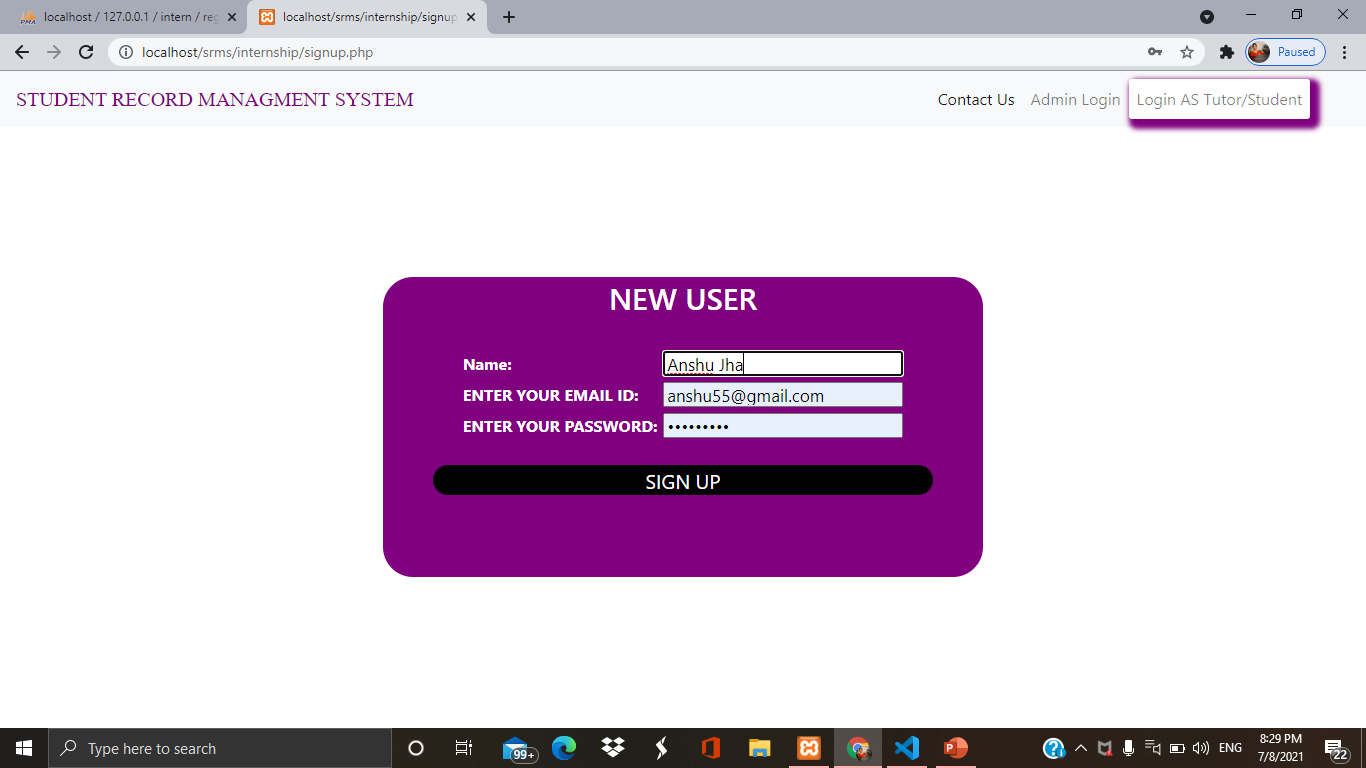 localhost / 127.0.0.1 / intern / reg
localhost/srms/internship/signup
localhost/srms/internship/signup.php
Paused
STUDENT RECORD MANAGMENT SYSTEM
Contact Us
Admin Login
Login AS Tutor/Student
NEW USER
Name:
Anshu Jha
ENTER YOUR EMAIL ID:
anshu55@gmail.com
ENTER YOUR PASSWORD:
•••••••••
SIGN UP
Type here to search
99+
ENG
8:29 PM
7/8/2021
22